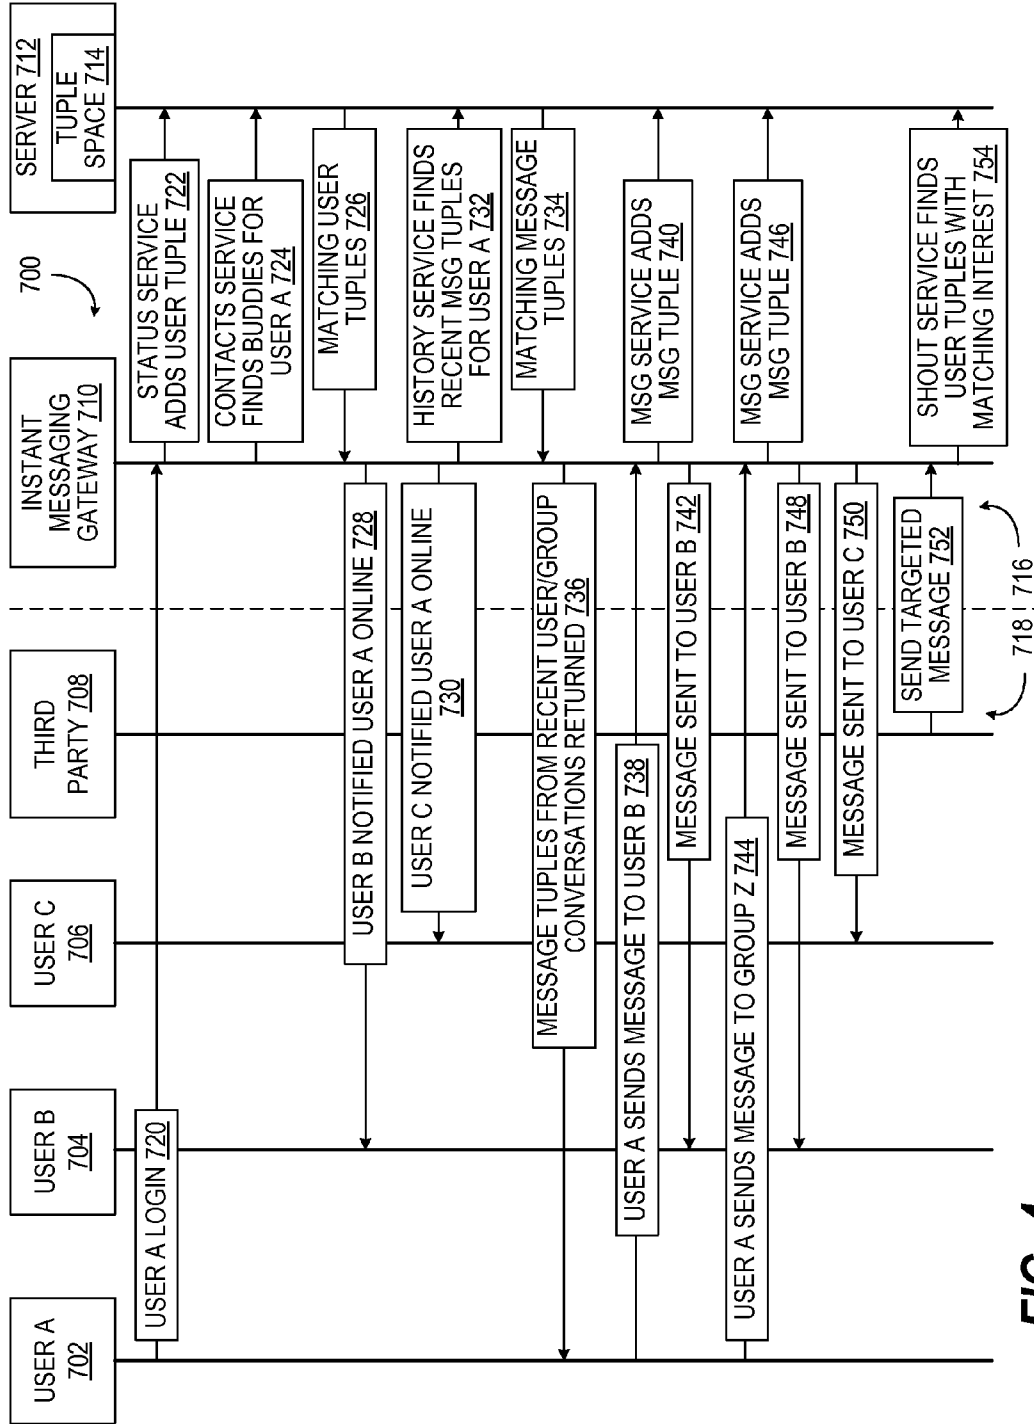 USER A
702
USER B
704
USER C
706
THIRD
PARTY 708
INSTANT
MESSAGING
GATEWAY 710
700
SERVER 712
TUPLE
SPACE 714
USER A LOGIN 720
STATUS SERVICE
ADDS USER TUPLE 722
CONTACTS SERVICE
FINDS BUDDIES FOR
USER A 724
MATCHING USER
TUPLES 726
USER B NOTIFIED USER A ONLINE 728
USER C NOTIFIED USER A ONLINE
730
HISTORY SERVICE FINDS
RECENT MSG TUPLES
FOR USER A 732
MATCHING MESSAGE
TUPLES 734
MESSAGE TUPLES FROM RECENT USER/GROUP
CONVERSATIONS RETURNED 736
USER A SENDS MESSAGE TO USER B 738
MSG SERVICE ADDS
MSG TUPLE 740
MESSAGE SENT TO USER B 742
USER A SENDS MESSAGE TO GROUP Z 744
MSG SERVICE ADDS
MSG TUPLE 746
MESSAGE SENT TO USER B 748
MESSAGE SENT TO USER C 750
SEND TARGETED
MESSAGE 752
SHOUT SERVICE FINDS
USER TUPLES WITH
MATCHING INTEREST 754
718
716